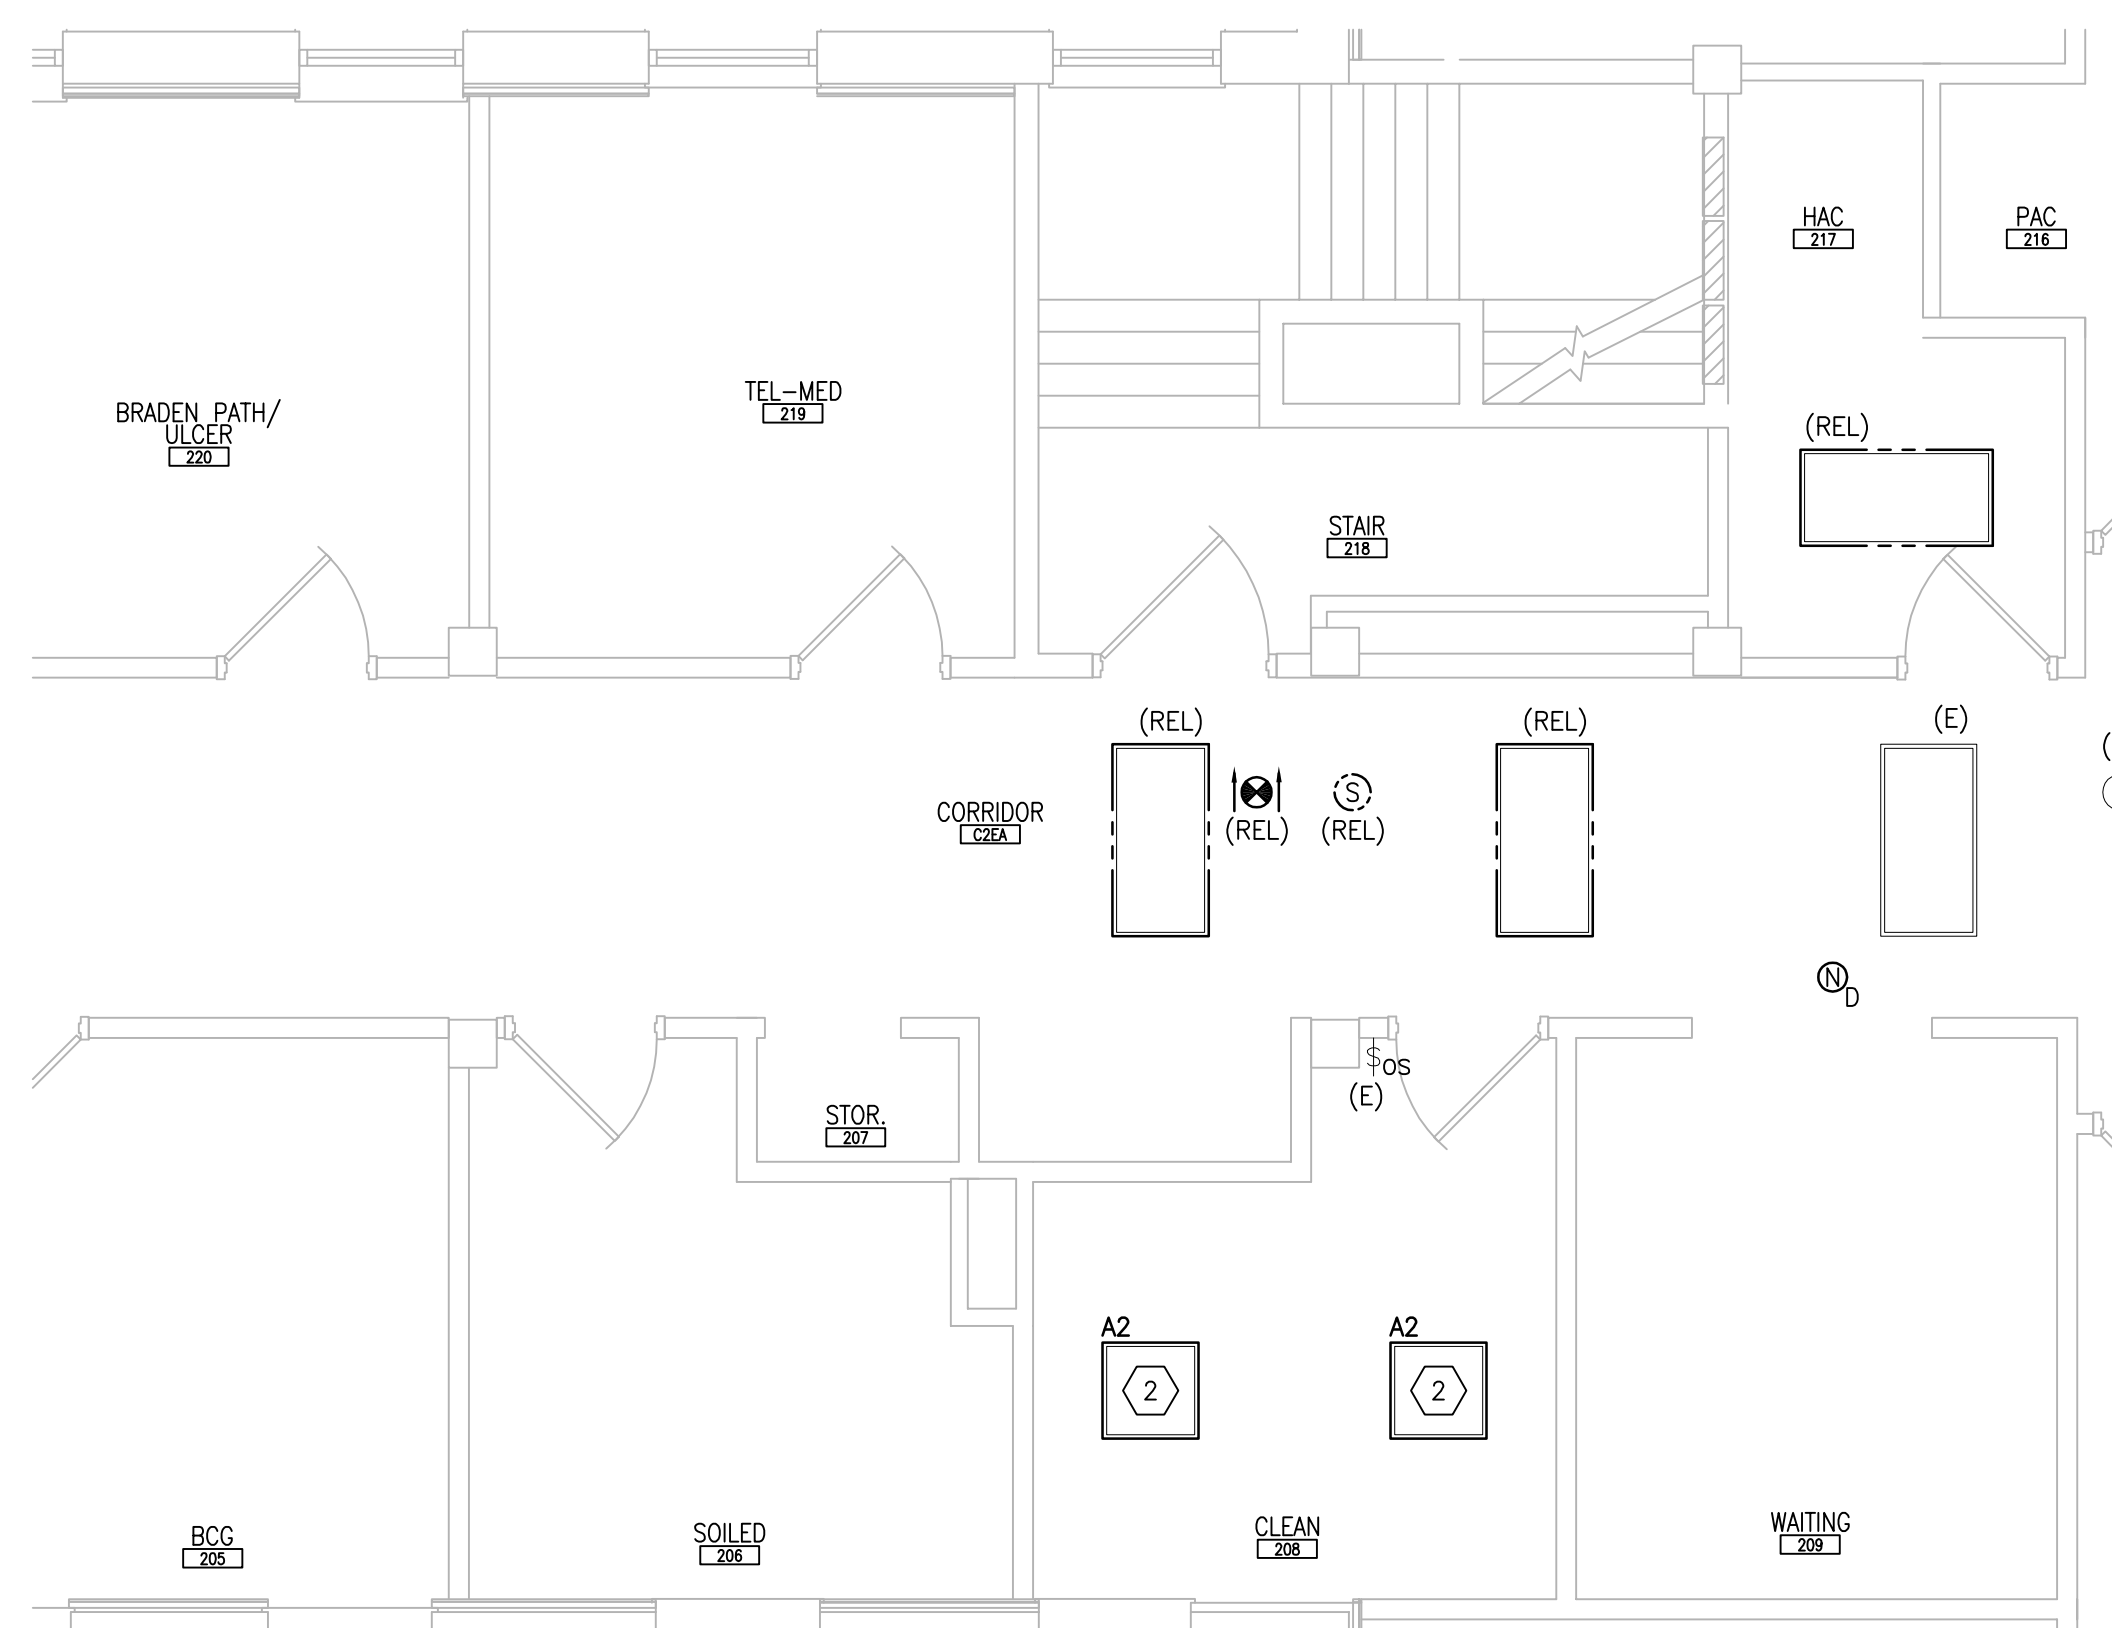 HAC
217
PAC
216
TEL-MED
219
BRADEN PATH/
ULCER
220
(REL)
STAIR
218
(REL)
(REL)
(E)
(
S
CORRIDOR
C2EA
(REL)
(REL)
N
D
$OS
(E)
STOR.
207
A2
2
A2
2
BCG
205
SOILED
206
CLEAN
208
WAITING
209